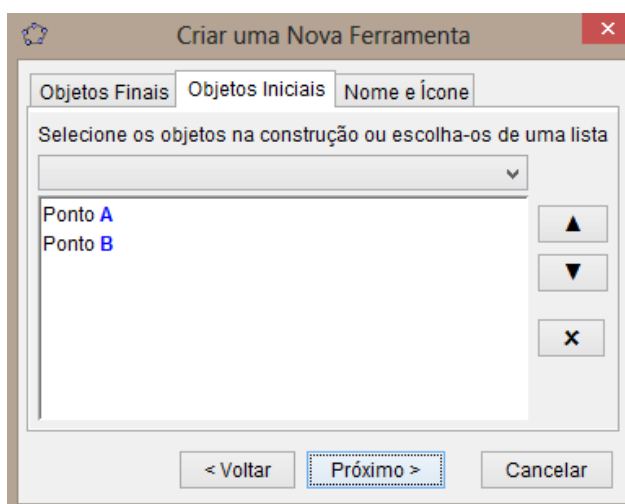 Criar uma Nova Ferramenta
Objetos Finais Objetos Iniciais Nome e Ícone
Selecione os objetos na construção ou escolha-os de uma lista
Ponto A
Ponto B
< Voltar Próximo > Cancelar